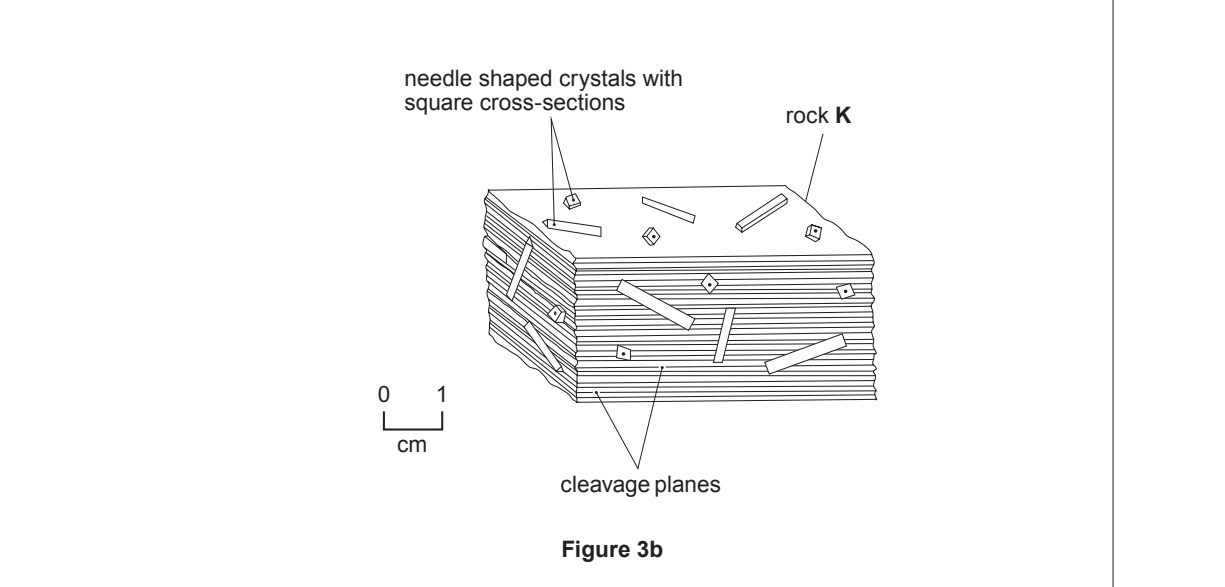 needle shaped crystals with
square cross-sections
rock K
0 1
cm
cleavage planes
Figure 3b